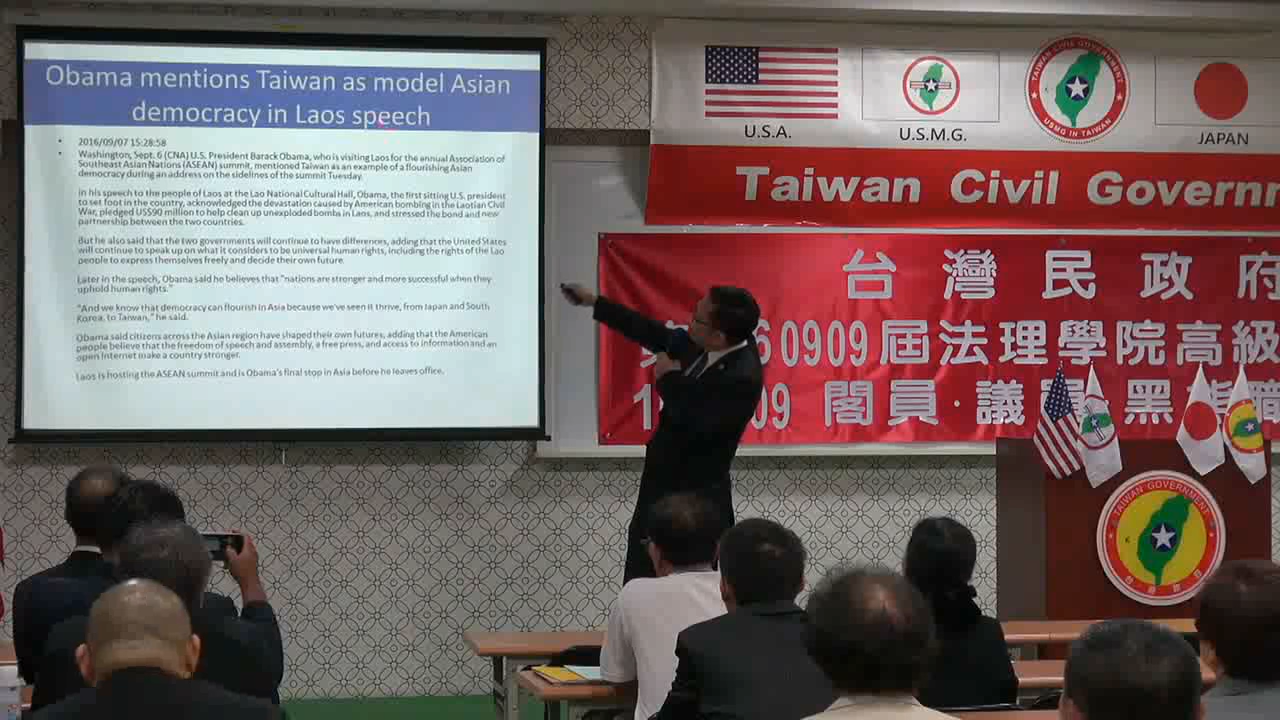 Obama mentions Taiwan as model Asian
democracy in Laos speech
• 2016/09/07 15:28:58
• Washington, Sept. 6 (CNA) U.S. President Barack Obama, who is visiting Laos for the annual Association of
Southeast Asian Nations (ASEAN) summit, mentioned Taiwan as an example of a flourishing Asian
democracy during an address on the sidelines of the summit Tuesday.
In his speech to the people of Laos at the Lao National Cultural Hall, Obama, the first sitting U.S. president
to set foot in the country, acknowledged the devastation caused by American bombing in the Laotian Civil
War, pledged US$90 million to help clean up unexploded bombs in Laos, and stressed the bond and new
partnership between the two countries.
But he also said that the two governments will continue to have differences, adding that the United States
will continue to speak up on what it considers to be universal human rights, including the rights of the Lao
people to express themselves freely and decide their own future.
Later in the speech, Obama said he believes that "nations are stronger and more successful when they
uphold human rights."
"And we know that democracy can flourish in Asia because we've seen it thrive, from Japan and South
Korea, to Taiwan," he said.
Obama said citizens across the Asian region have shaped their own futures, adding that the American
people believe that the freedom of speech and assembly, a free press, and access to information and an
open Internet make a country stronger.
Laos is hosting the ASEAN summit and is Obama's final stop in Asia before he leaves office.
U.S.A.
U.S.M.G.
TAIWAN CIVIL GOVERNMENT
USMG IN TAIWAN
JAPAN
Taiwan Civil Governm
台灣民政府
60909屆法理學院高級
09 閣員·議 黑 職
TAIWAN GOVERNMENT